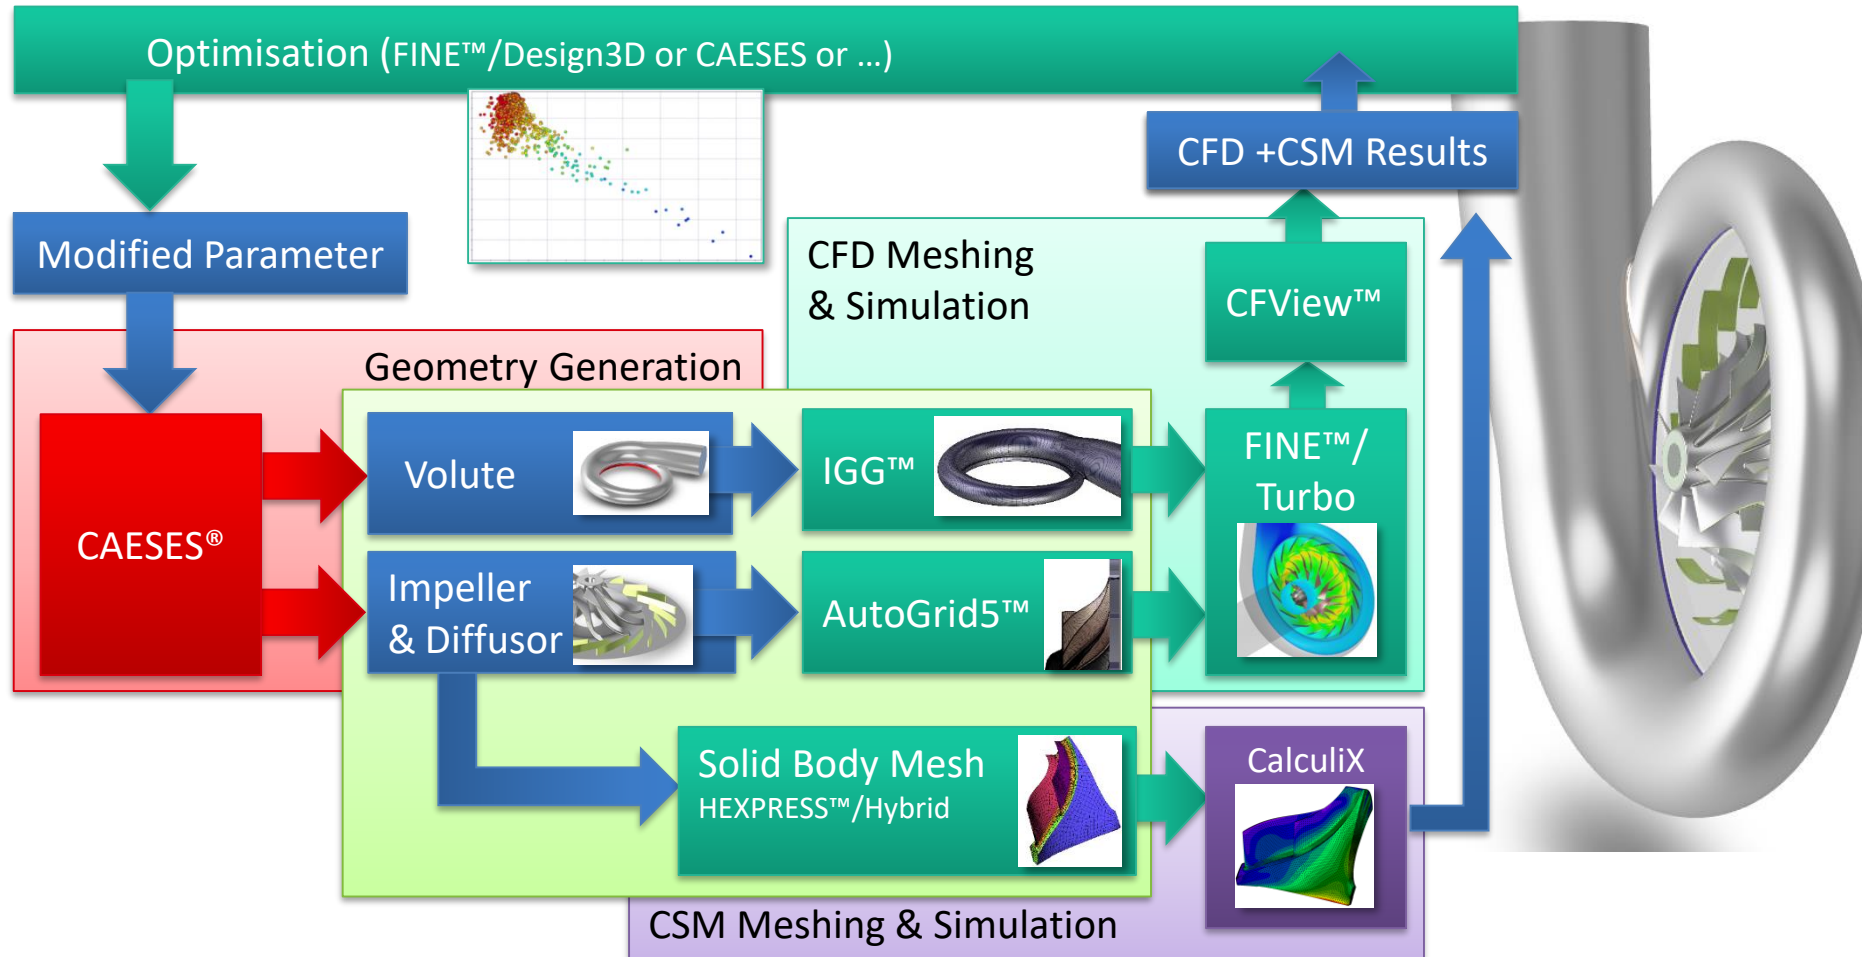 Optimisation (FINE™/Design3D or CAESES or ...)
CFD +CSM Results
Modified Parameter
CFD Meshing
& Simulation
CFView™
Geometry Generation
CAESES®
Volute
IGG™
FINE™/
Turbo
Impeller
& Diffusor
AutoGrid5™
Solid Body Mesh
HEXPRESS™/Hybrid
CalculiX
CSM Meshing & Simulation